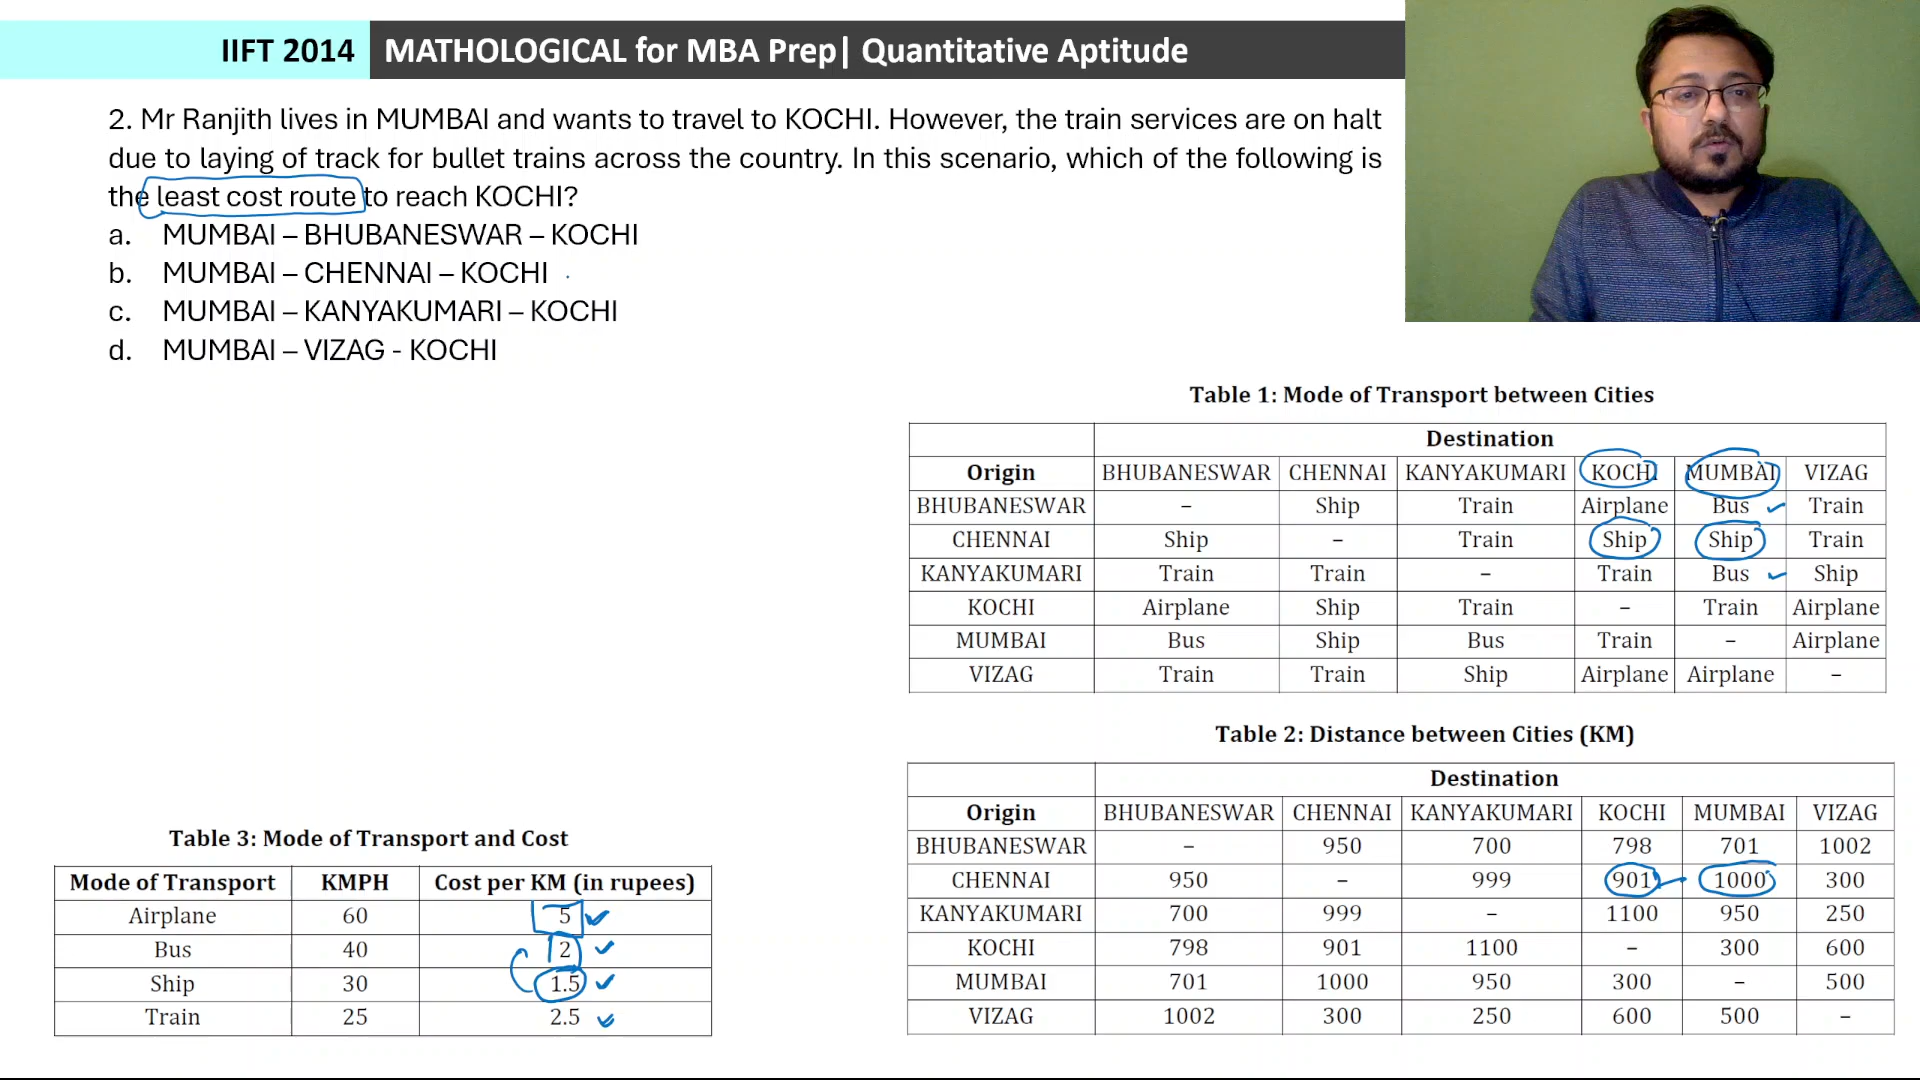 IIFT 2014 MATHOLOGICAL for MBA Prep| Quantitative Aptitude
2. Mr Ranjith lives in MUMBAI and wants to travel to KOCHI. However, the train services are on halt
due to laying of track for bullet trains across the country. In this scenario, which of the following is
the least cost route to reach KOCHI?
a. MUMBAI – BHUBANESWAR – KOCHI
b. MUMBAI – CHENNAI – KOCHI
c. MUMBAI – KANYAKUMARI – KOCHI
d. MUMBAI – VIZAG - KOCHI
Table 1: Mode of Transport between Cities
Destination
Origin BHUBANESWAR CHENNAI KANYAKUMARI KOCHI MUMBAI VIZAG
BHUBANESWAR – Ship Train Airplane Bus Train
CHENNAI Ship – Train Ship Ship Train
KANYAKUMARI Train Train – Train Bus Ship
KOCHI Airplane Ship Train – Train Airplane
MUMBAI Bus Ship Bus Train – Airplane
VIZAG Train Train Ship Airplane Airplane –
Table 2: Distance between Cities (KM)
Destination
Origin BHUBANESWAR CHENNAI KANYAKUMARI KOCHI MUMBAI VIZAG
BHUBANESWAR – 950 700 798 701 1002
CHENNAI 950 – 999 901 1000 300
KANYAKUMARI 700 999 – 1100 950 250
KOCHI 798 901 1100 – 300 600
MUMBAI 701 1000 950 300 – 500
VIZAG 1002 300 250 600 500 –
Table 3: Mode of Transport and Cost
Mode of Transport KMPH Cost per KM (in rupees)
Airplane 60 5
Bus 40 2
Ship 30 1.5
Train 25 2.5